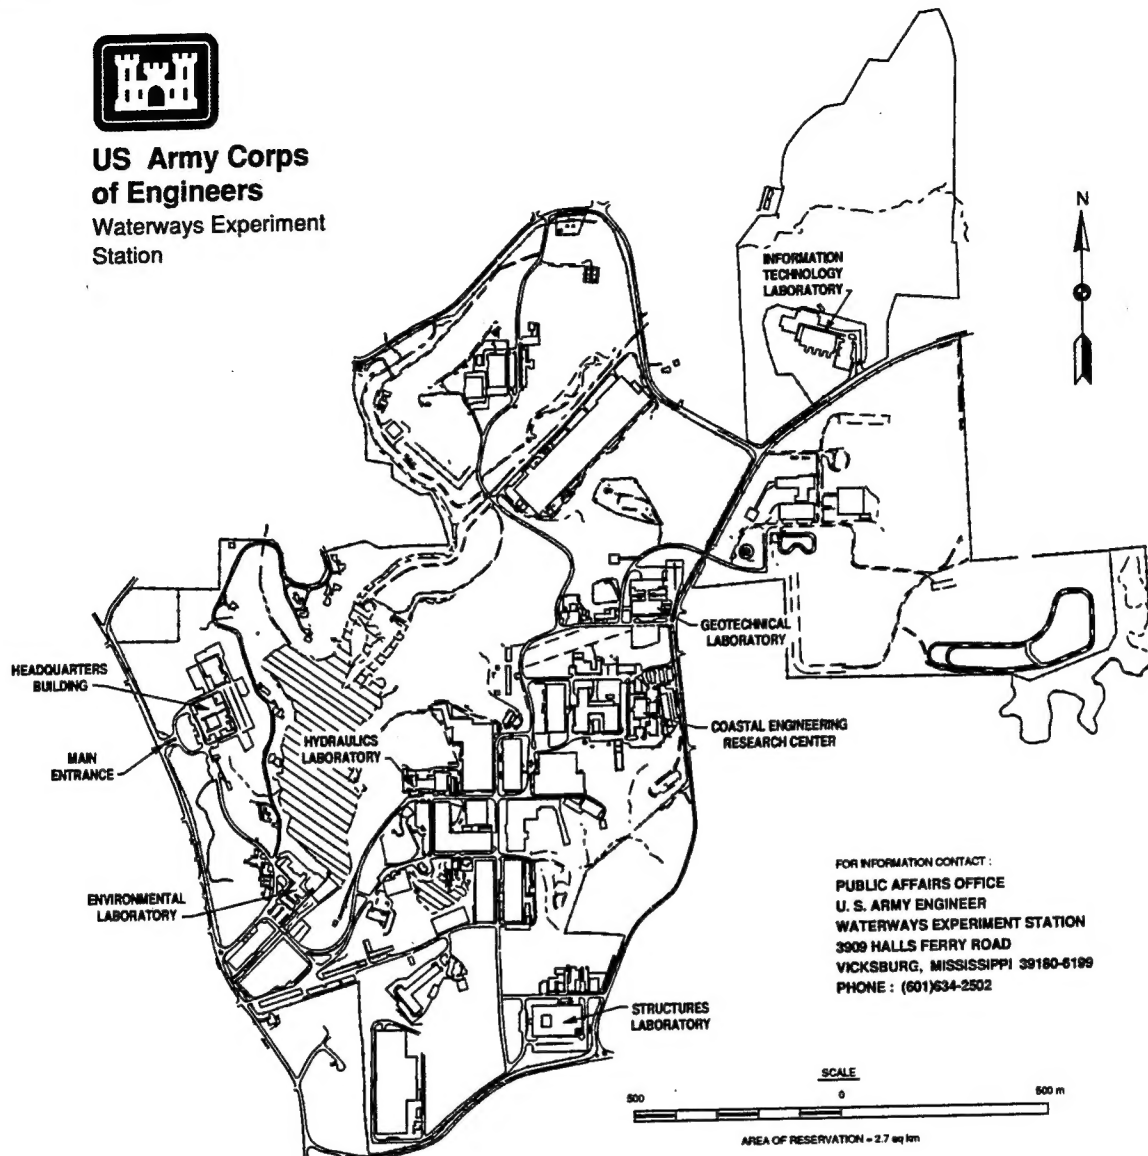 US Army Corps
of Engineers
Waterways Experiment
Station
N
INFORMATION
TECHNOLOGY
LABORATORY
GEOTECHNICAL
LABORATORY
HEADQUARTERS
BUILDING
MAIN
ENTRANCE
HYDRAULICS
LABORATORY
COASTAL ENGINEERING
RESEARCH CENTER
ENVIRONMENTAL
LABORATORY
STRUCTURES
LABORATORY
FOR INFORMATION CONTACT :
PUBLIC AFFAIRS OFFICE
U. S. ARMY ENGINEER
WATERWAYS EXPERIMENT STATION
3909 HALLS FERRY ROAD
VICKSBURG, MISSISSIPPI 39180-6199
PHONE : (601)634-2502
SCALE
500 0 500 m
AREA OF RESERVATION = 2.7 sq km